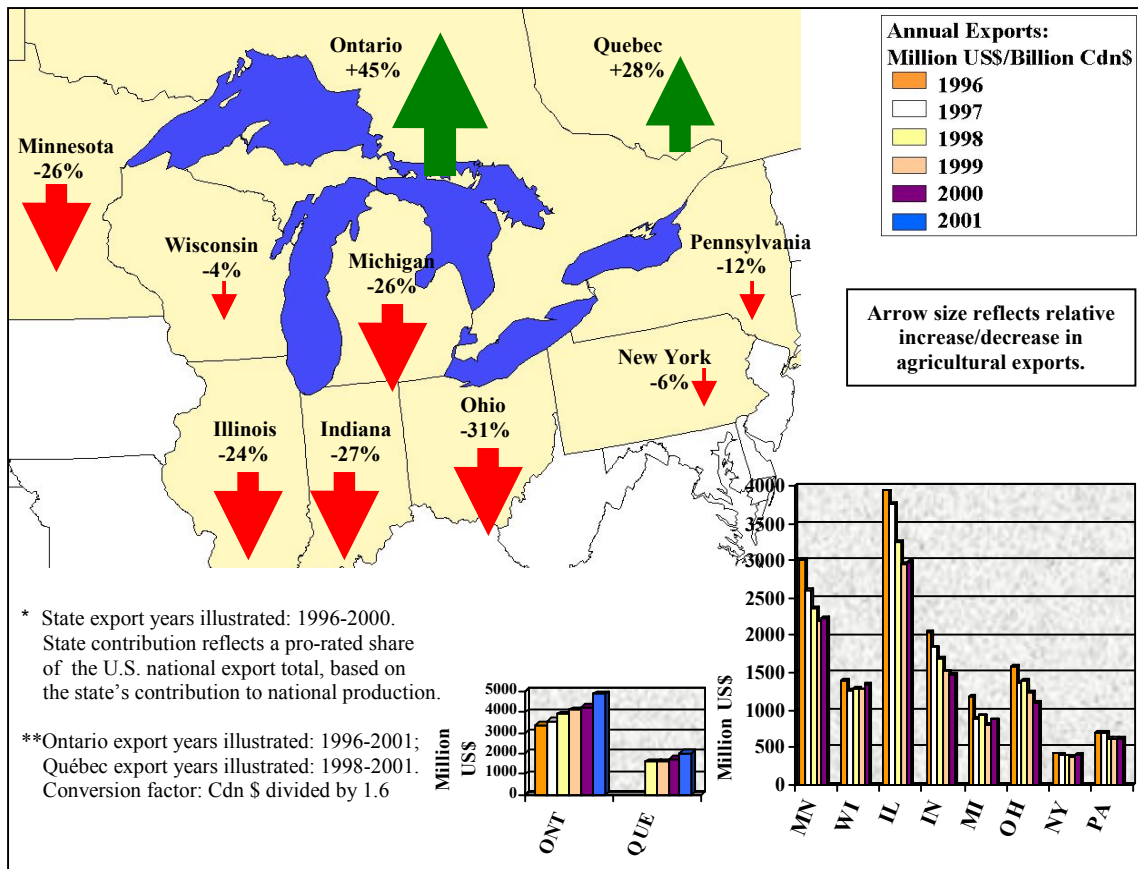 Ontario
+45%
Quebec
+28%
Annual Exports:
Million US$/Billion Cdn$
1996
1997
1998
1999
2000
2001
Minnesota
-26%
Wisconsin
-4%
Michigan
-26%
Pennsylvania
-12%
New York
-6%
Arrow size reflects relative
increase/decrease in
agricultural exports.
Illinois
-24%
Indiana
-27%
Ohio
-31%
* State export years illustrated: 1996-2000.
State contribution reflects a pro-rated share
of the U.S. national export total, based on
the state's contribution to national production.
**Ontario export years illustrated: 1996-2001;
Québec export years illustrated: 1998-2001.
Conversion factor: Cdn $ divided by 1.6
Million
US$
5000
4000
3000
2000
1000
0
ONT
QUE
Million US$
4000
3500
3000
2500
2000
1500
1000
500
0
MN
WI
IL
IN
MI
OH
NY
PA